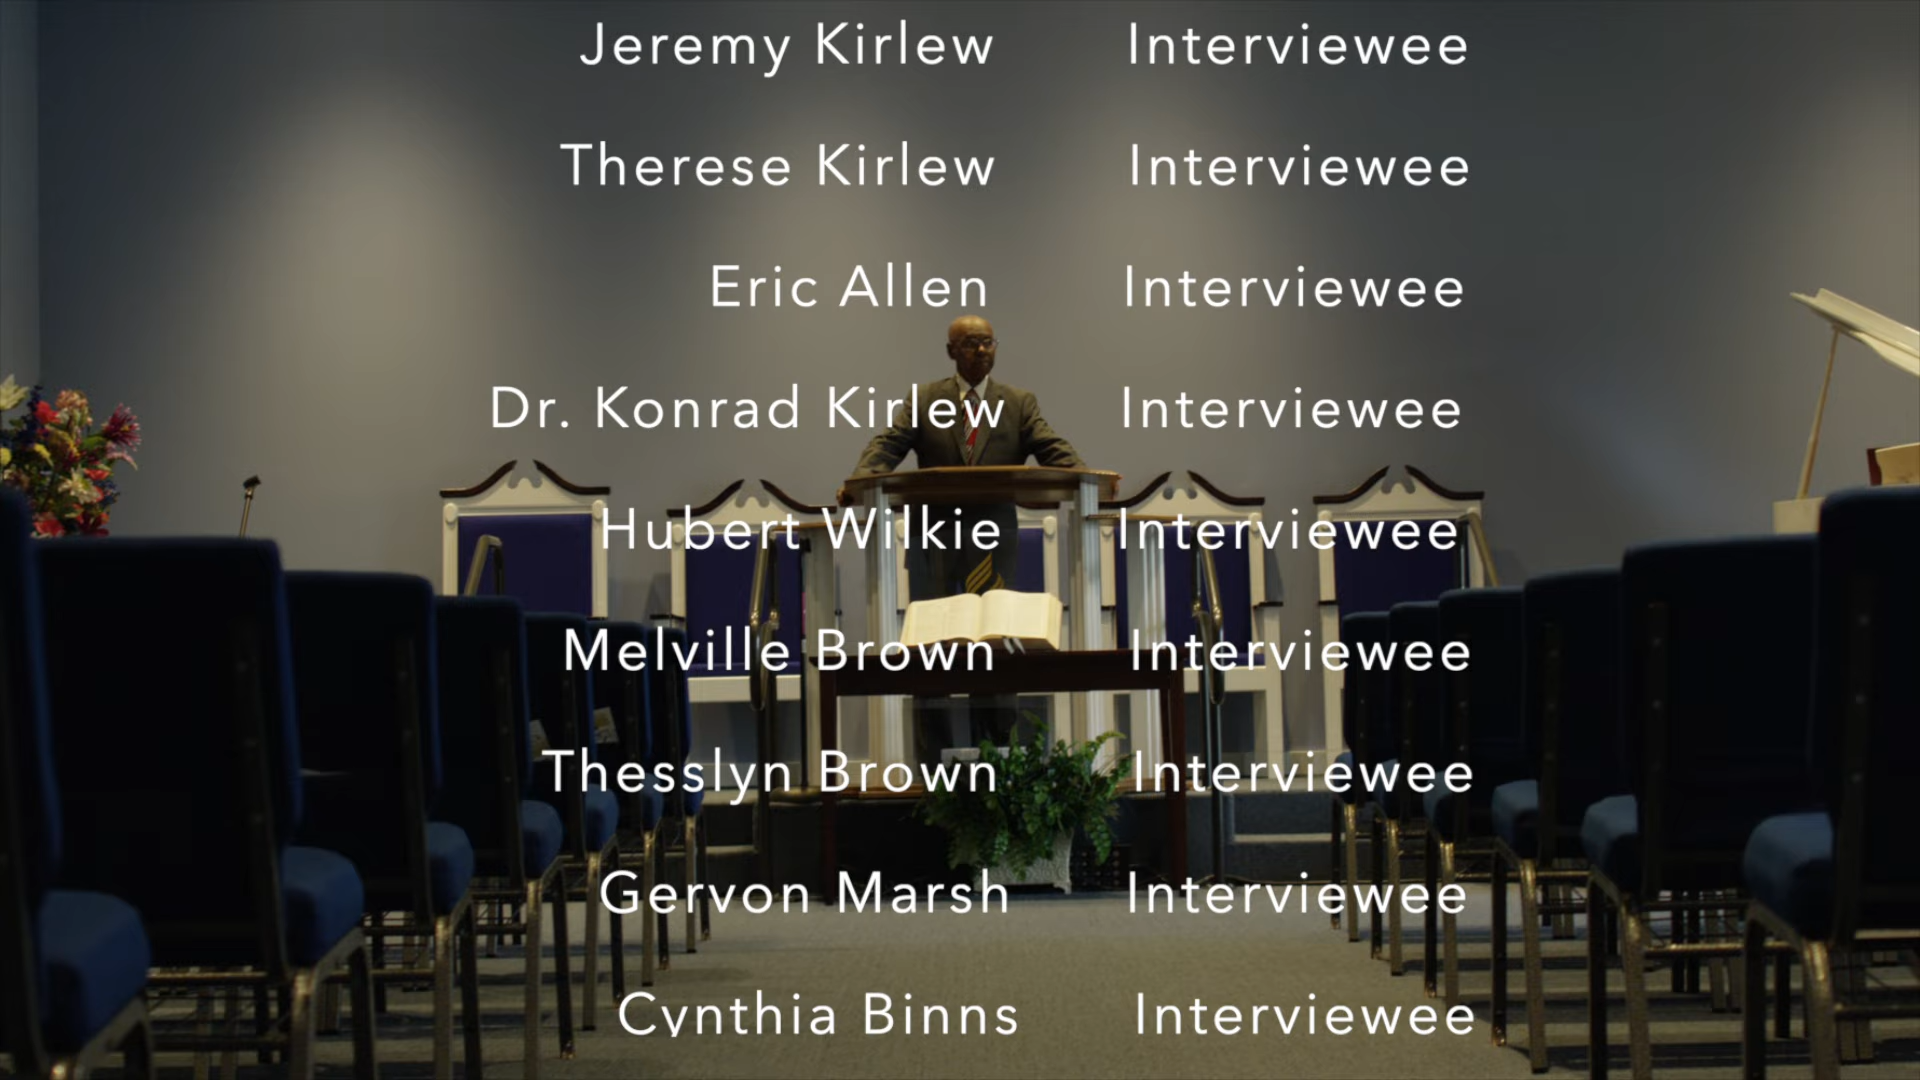 Jeremy Kirlew Interviewee
Therese Kirlew Interviewee
Eric Allen Interviewee
Dr. Konrad Kirlew Interviewee
Hubert Wilkie Interviewee
Melville Brown Interviewee
Thesslyn Brown Interviewee
Gervon Marsh Interviewee
Cynthia Binns Interviewee